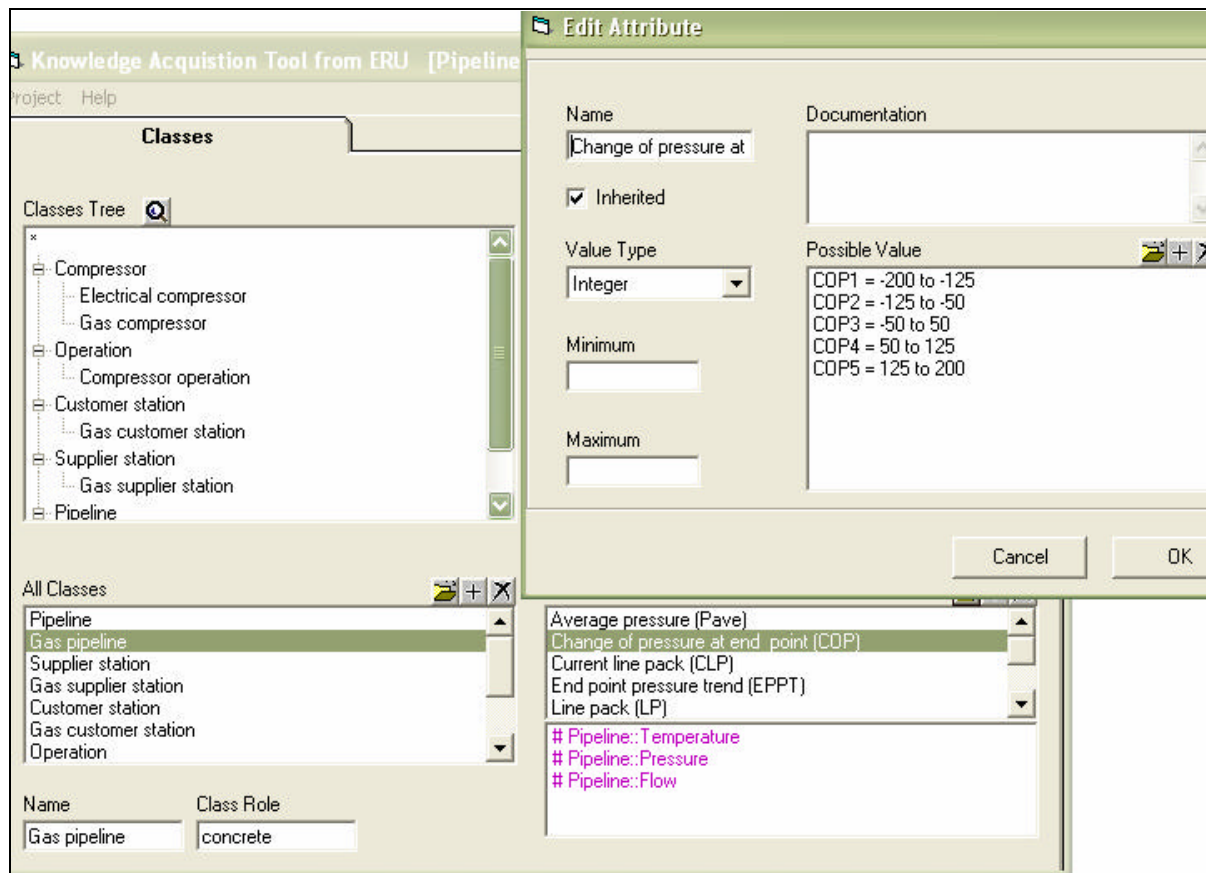 Edit Attribute
Knowledge Acquistion Tool from ERU [Pipeline
Project Help
Classes
Classes Tree
*
Compressor
Electrical compressor
Gas compressor
Operation
Compressor operation
Customer station
Gas customer station
Supplier station
Gas supplier station
Pipeline
Name
Change of pressure at
Inherited
Value Type
Integer
Minimum
Maximum
Documentation
Possible Value
COP1 = -200 to -125
COP2 = -125 to -50
COP3 = -50 to 50
COP4 = 50 to 125
COP5 = 125 to 200
Cancel
OK
All Classes
Pipeline
Gas pipeline
Supplier station
Gas supplier station
Customer station
Gas customer station
Operation
Average pressure (Pave)
Change of pressure at end point (COP)
Current line pack (CLP)
End point pressure trend (EPPT)
Line pack (LP)
# Pipeline::Temperature
# Pipeline::Pressure
# Pipeline::Flow
Name
Class Role
Gas pipeline
concrete